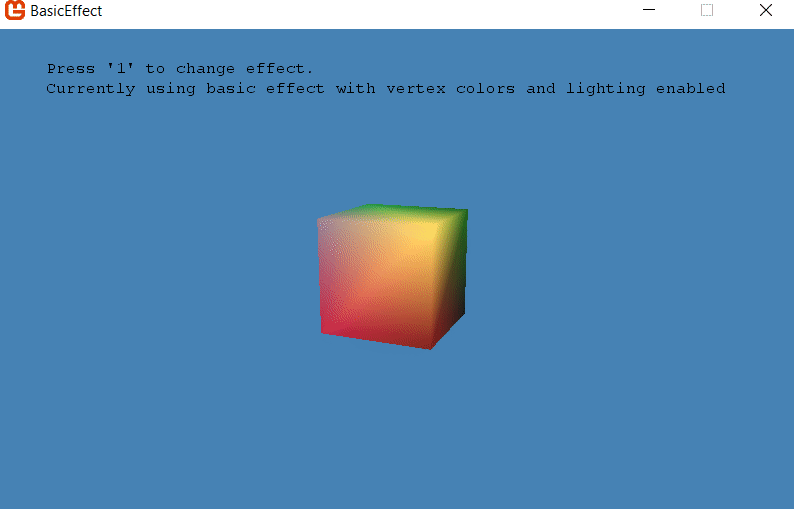 BasicEffect
Press '1' to change effect.
Currently using basic effect with vertex colors and lighting enabled